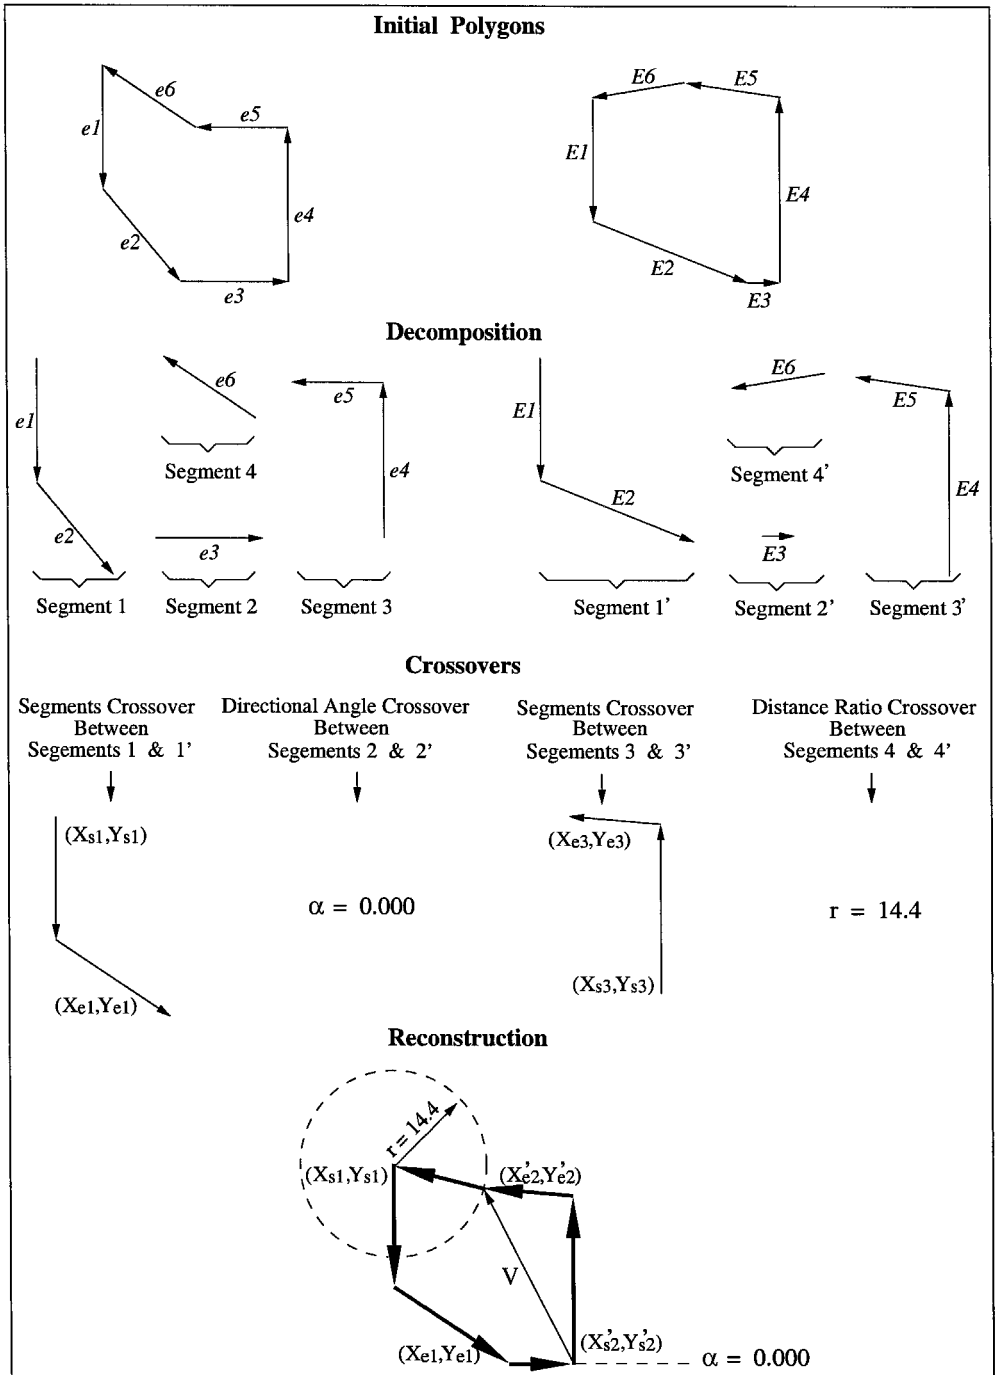 Initial Polygons
e6
e5
e1
e4
e2
e3
E6
E5
E1
E4
E2
E3
Decomposition
e6
e5
e1
Segment 4
e4
e2
e3
Segment 1
Segment 2
Segment 3
E6
E5
E1
Segment 4'
E4
E2
E3
Segment 1'
Segment 2'
Segment 3'
Crossovers
Segments Crossover
Between
Segements 1 & 1'
Directional Angle Crossover
Between
Segements 2 & 2'
Segments Crossover
Between
Segements 3 & 3'
Distance Ratio Crossover
Between
Segements 4 & 4'
(Xs1,Ys1)
(Xe1,Ye1)
α = 0.000
(Xe3,Ye3)
(Xs3,Ys3)
r = 14.4
Reconstruction
r = 14.4
(Xs1,Ys1)
(X'e2,Y'e2)
V
(Xe1,Ye1)
(X's2,Y's2)
α = 0.000